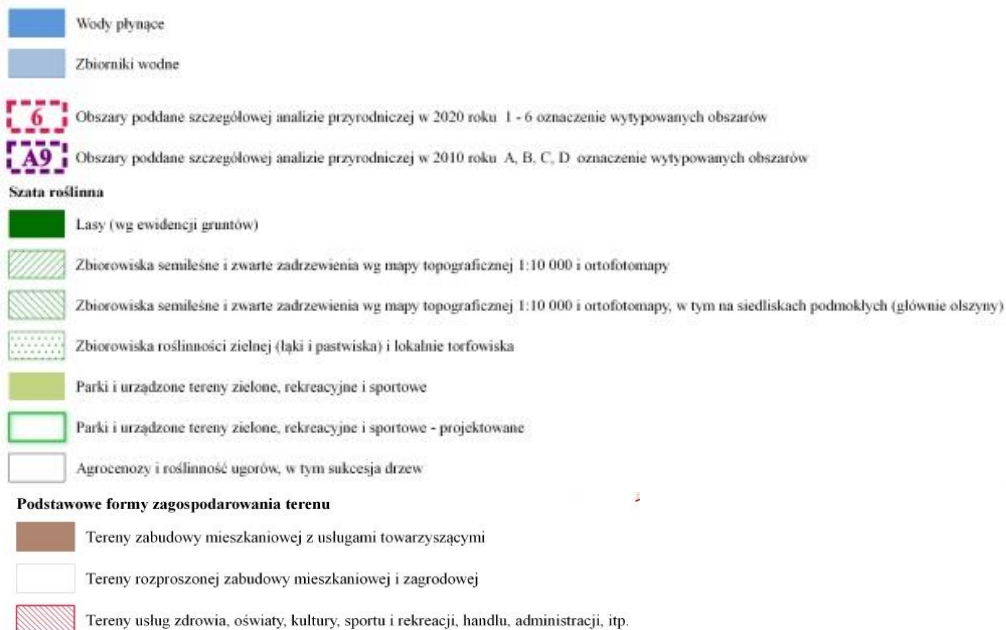 Wody płynące
Zbiorniki wodne
6 Obszary poddane szczegółowej analizie przyrodniczej w 2020 roku 1 - 6 oznaczenie wytypowanych obszarów
A9 Obszary poddane szczegółowej analizie przyrodniczej w 2010 roku A, B, C, D oznaczenie wytypowanych obszarów
Szata roślinna
Lasy (wg ewidencji gruntów)
Zbiorowiska semileśne i zwarte zadrzewienia wg mapy topograficznej 1:10 000 i ortofotomapy
Zbiorowiska semileśne i zwarte zadrzewienia wg mapy topograficznej 1:10 000 i ortofotomapy, w tym na siedliskach podmokłych (głównie olszyny)
Zbiorowiska roślinności zielnej (łąki i pastwiska) i lokalnie torfowiska
Parki i urządzone tereny zielone, rekreacyjne i sportowe
Parki i urządzone tereny zielone, rekreacyjne i sportowe - projektowane
Agrocenozy i roślinność ugorów, w tym sukcesja drzew
Podstawowe formy zagospodarowania terenu
Tereny zabudowy mieszkaniowej z usługami towarzyszącymi
Tereny rozproszonej zabudowy mieszkaniowej i zagrodowej
Tereny usług zdrowia, oświaty, kultury, sportu i rekreacji, handlu, administracji, itp.